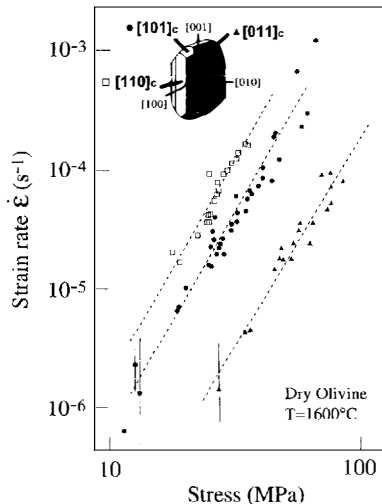 ● [101]c
[001]
▲ [011]c
□ [110]c
[100]
[010]
10⁻³
10⁻⁴
10⁻⁵
10⁻⁶
Strain rate ε̇ (s⁻¹)
Dry Olivine
T=1600°C
10
100
Stress (MPa)